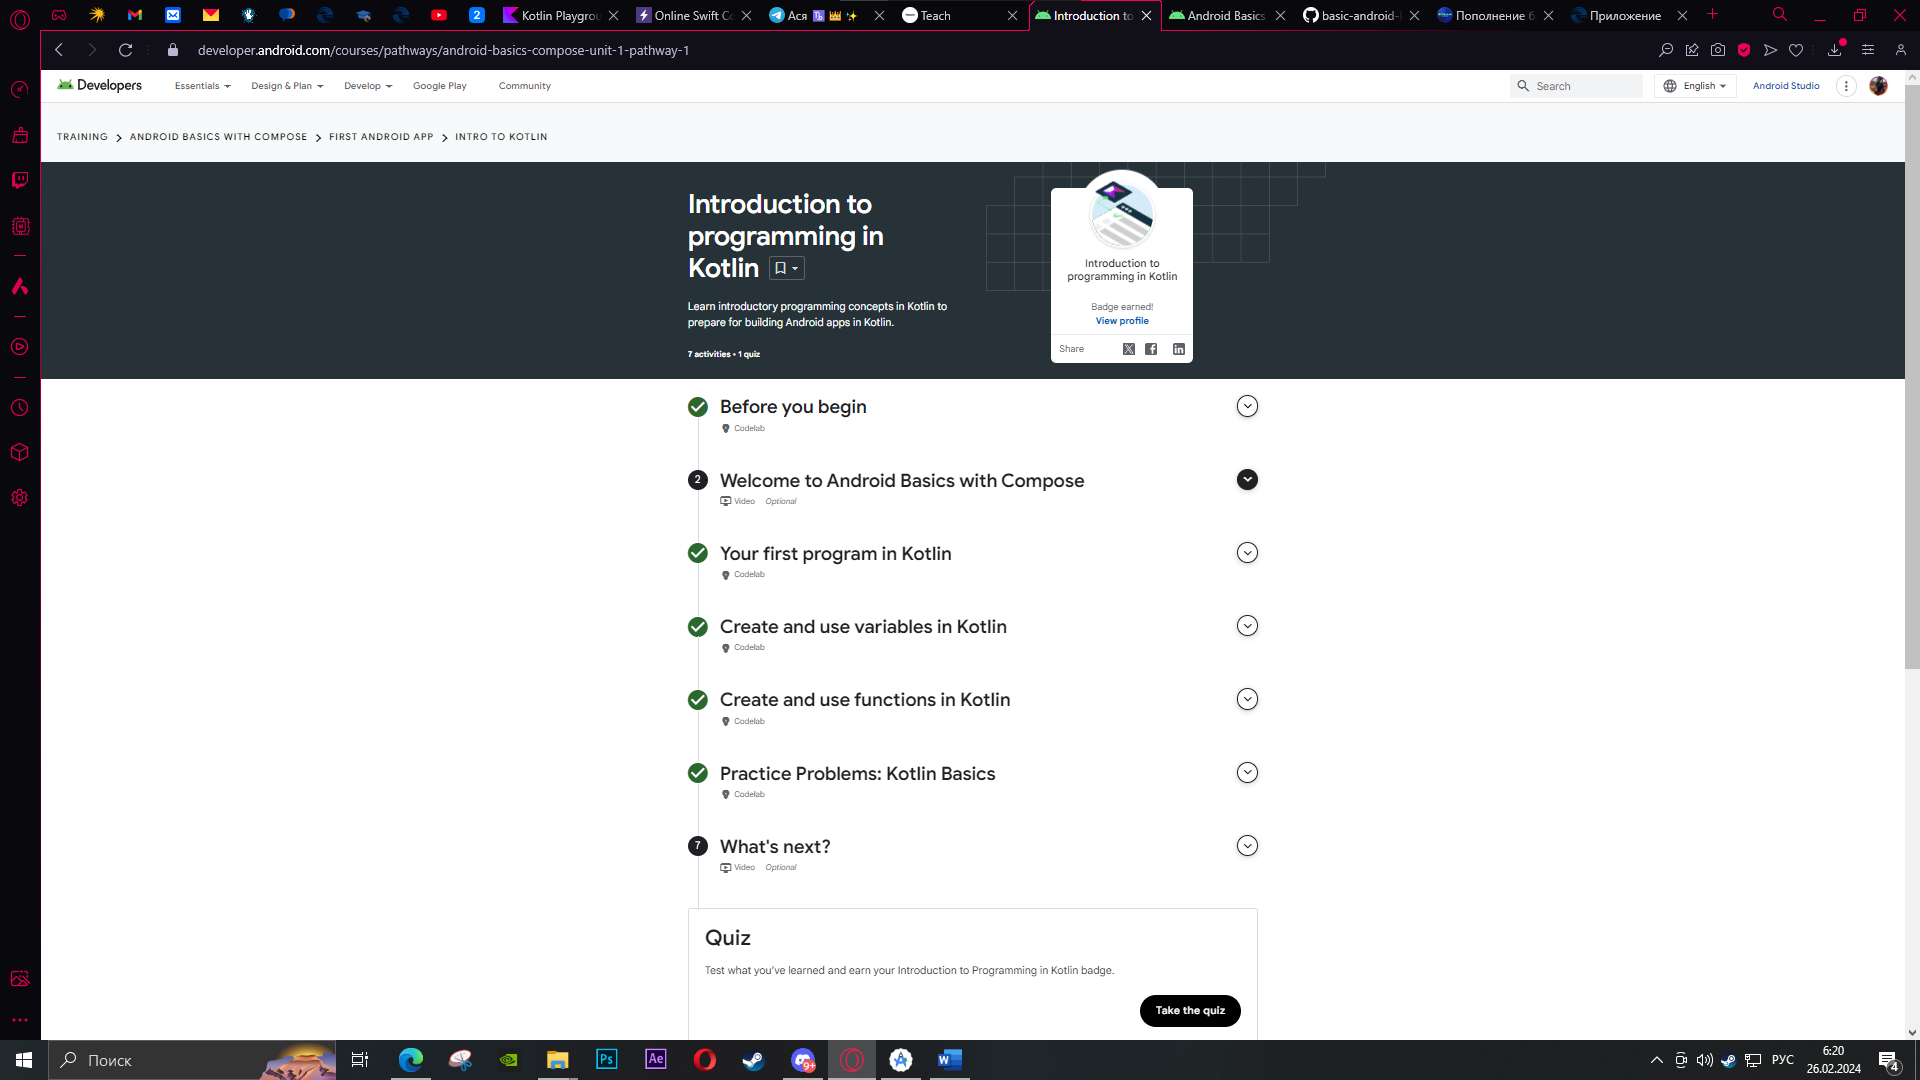 Kotlin Playgrou
Online Swift Co
Ася
Teach
Introduction to
Android Basics
basic-android-
Пополнение б
Приложение
developer.android.com/courses/pathways/android-basics-compose-unit-1-pathway-1
Developers
Essentials
Design & Plan
Develop
Google Play
Community
Search
English
Android Studio
TRAINING
ANDROID BASICS WITH COMPOSE
FIRST ANDROID APP
INTRO TO KOTLIN
Introduction to
programming in
Kotlin
Learn introductory programming concepts in Kotlin to
prepare for building Android apps in Kotlin.
7 activities • 1 quiz
Introduction to
programming in Kotlin
Badge earned!
View profile
Share
Before you begin
Codelab
2
Welcome to Android Basics with Compose
Video Optional
Your first program in Kotlin
Codelab
Create and use variables in Kotlin
Codelab
Create and use functions in Kotlin
Codelab
Practice Problems: Kotlin Basics
Codelab
7
What's next?
Video Optional
Quiz
Test what you've learned and earn your Introduction to Programming in Kotlin badge.
Take the quiz
Поиск
Ps
Ae
9+
W
РУС
6:20
26.02.2024
4